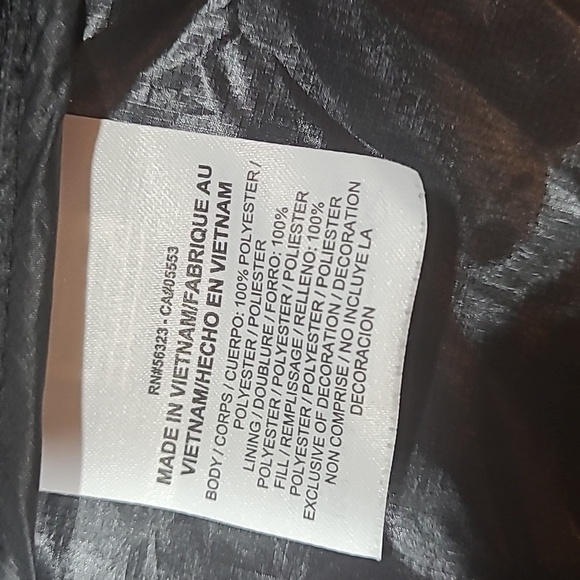 RN#56323 - CA#05553
MADE IN VIETNAM/FABRIQUE AU
VIETNAM/HECHO EN VIETNAM
BODY / CORPS / CUERPO: 100% POLYESTER /
POLYESTER / POLIESTER
LINING / DOUBLURE / FORRO: 100%
POLYESTER / POLYESTER / POLIESTER
FILL / REMPLISSAGE / RELLENO: 100%
POLYESTER / POLYESTER / POLIESTER
EXCLUSIVE OF DECORATION / DECORATION
NON COMPRISE / NO INCLUYE LA
DECORACION